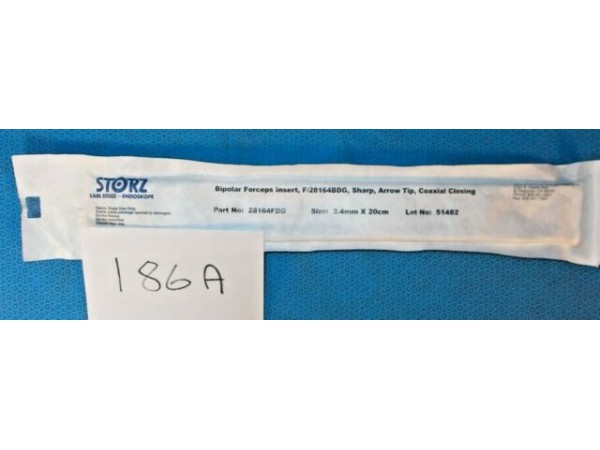 STORZ
KARL STORZ — ENDOSKOPE
Bipolar Forceps insert, F/28164BDG, Sharp, Arrow Tip, Coaxial Closing
Part No: 28164FDG Size: 3.4mm X 20cm Lot No: 51482
186A